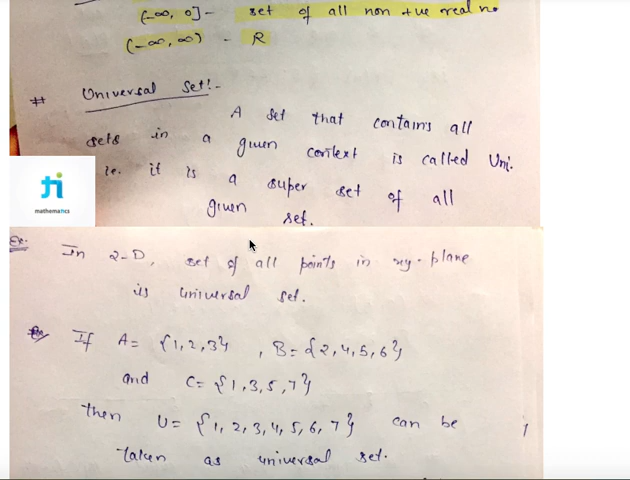 (-∞, 0] - set of all non +ve real no
(-∞, ∞) - R
# Universal Set:-
A set that contains all
sets in a given context is called Uni.
i.e. it is a super set of all
given set.
mathematics
Ex. In 2-D, set of all points in xy-plane
is universal set.
Ex If A = {1, 2, 3} , B = {2, 4, 5, 6}
and C = {1, 3, 5, 7}
then U = {1, 2, 3, 4, 5, 6, 7} can be
taken as universal set.